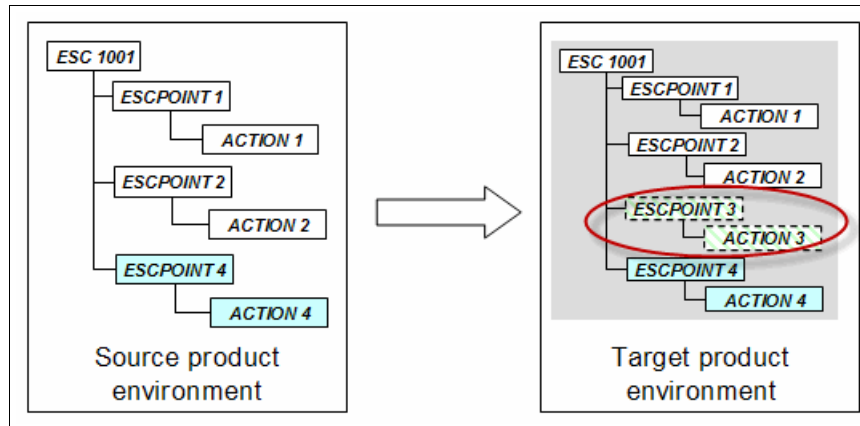 ESC 1001
ESCPOINT 1
ACTION 1
ESCPOINT 2
ACTION 2
ESCPOINT 4
ACTION 4
Source product
environment
ESC 1001
ESCPOINT 1
ACTION 1
ESCPOINT 2
ACTION 2
ESCPOINT 3
ACTION 3
ESCPOINT 4
ACTION 4
Target product
environment